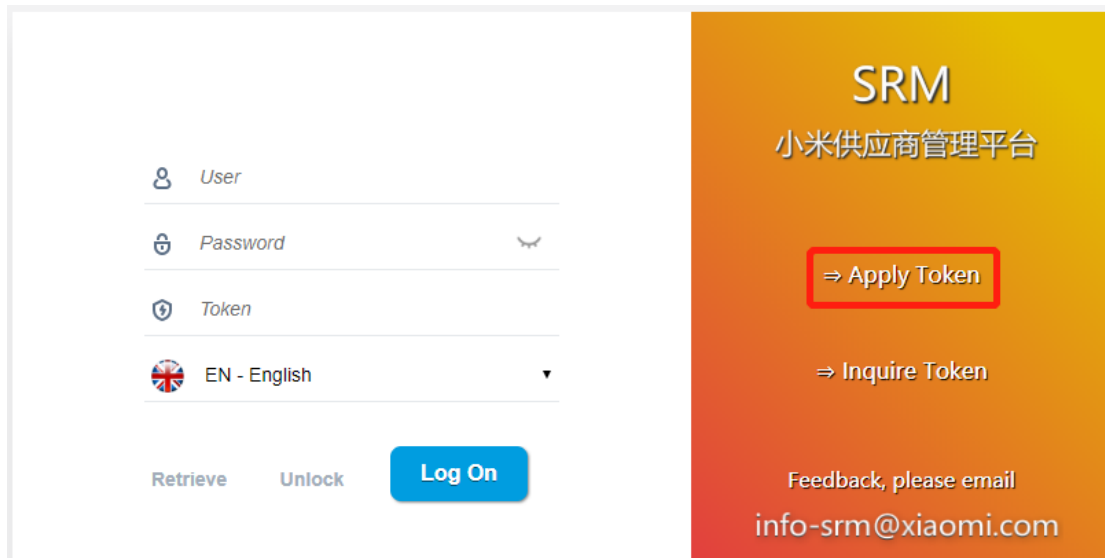 User
Password
Token
EN - English
Retrieve Unlock Log On
SRM
小米供应商管理平台
⇒ Apply Token
⇒ Inquire Token
Feedback, please email
info-srm@xiaomi.com